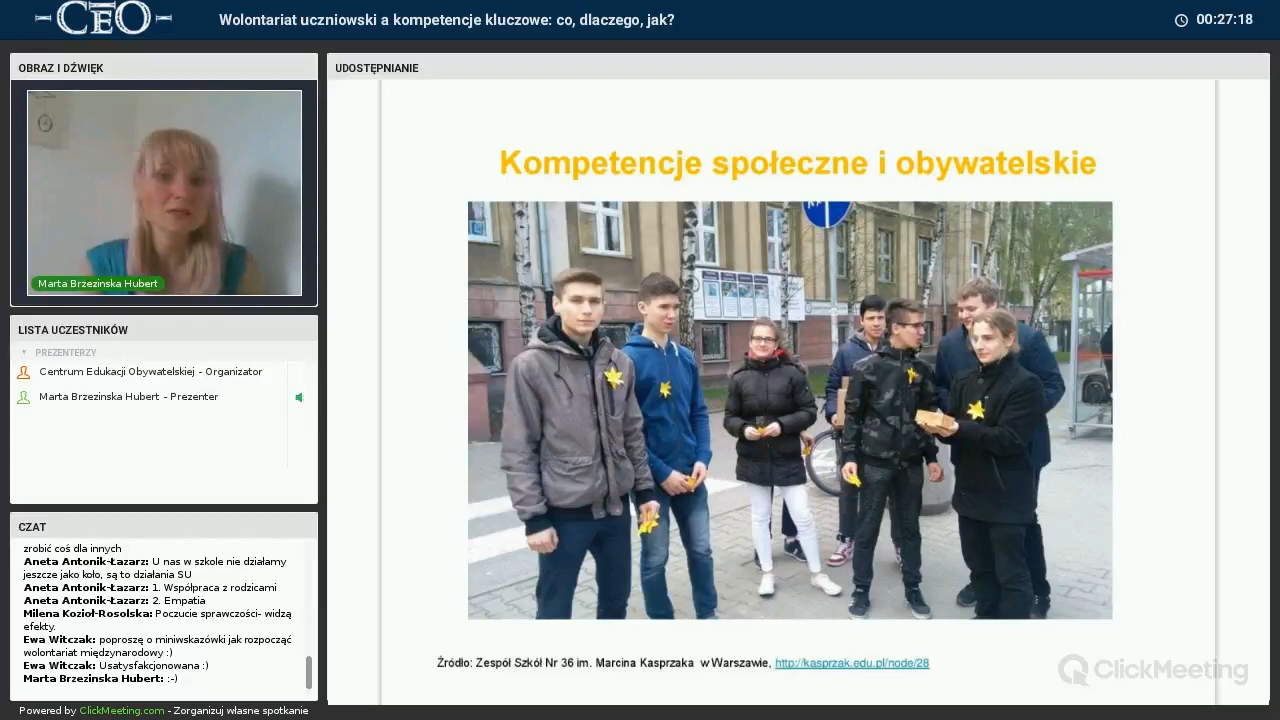 CEO
Wolontariat uczniowski a kompetencje kluczowe: co, dlaczego, jak?
00:27:18
OBRAZ I DŹWIĘK
Marta Brzezinska Hubert
LISTA UCZESTNIKÓW
PREZENTERZY
Centrum Edukacji Obywatelskiej - Organizator
Marta Brzezinska Hubert - Prezenter
CZAT
zrobić coś dla innych
Aneta Antonik-Łazarz: U nas w szkole nie działamy
jeszcze jako koło, są to działania SU
Aneta Antonik-Łazarz: 1. Współpraca z rodzicami
Aneta Antonik-Łazarz: 2. Empatia
Milena Kozioł-Rosolska: Poczucie sprawczości- widzą
efekty.
Ewa Witczak: poproszę o miniwskazówki jak rozpocząć
wolontariat międzynarodowy :)
Ewa Witczak: Usatysfakcjonowana :)
Marta Brzezinska Hubert: :-)
Powered by ClickMeeting.com - Zorganizuj własne spotkanie
UDOSTĘPNIANIE
Kompetencje społeczne i obywatelskie
Źródło: Zespół Szkół Nr 36 im. Marcina Kasprzaka w Warszawie, http://kasprzak.edu.pl/node/28
ClickMeeting